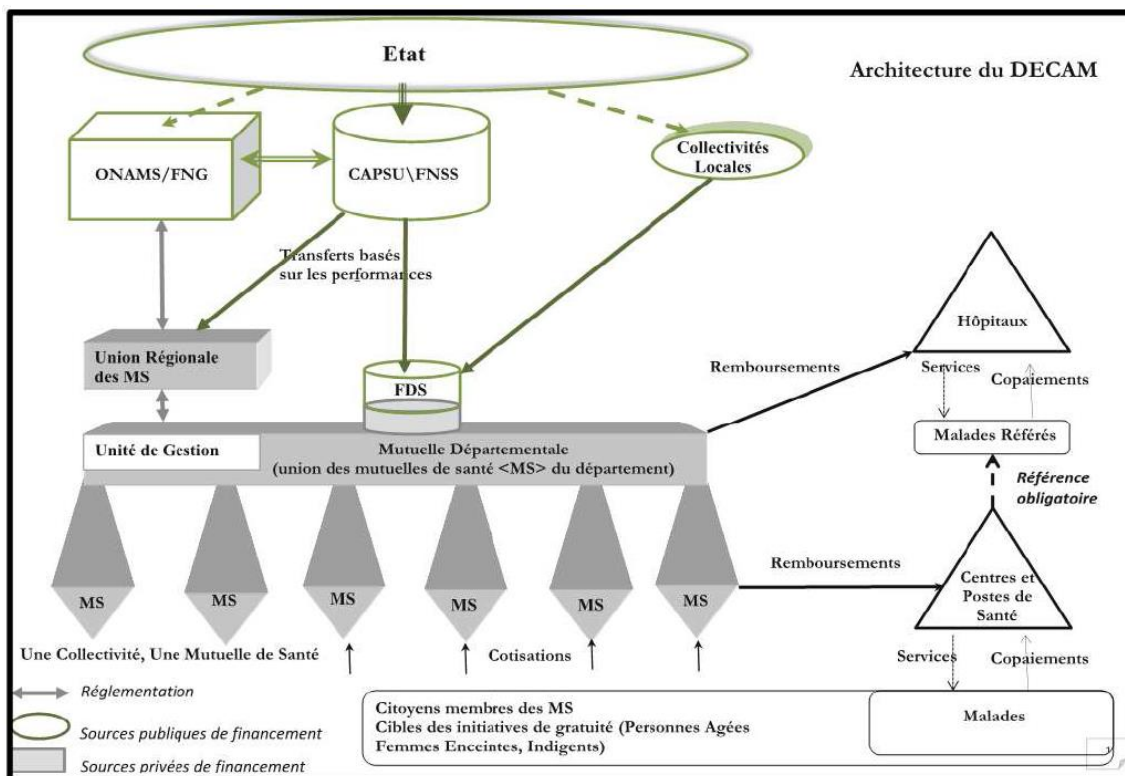 Etat
Architecture du DECAM
ONAMS/FNG
CAPSU\FNSS
Collectivités
Locales
Transferts basés
sur les performances
Hôpitaux
Union Régionale
des MS
Remboursements
Services
Copaiements
FDS
Malades Référés
Unité de Gestion
Mutuelle Départementale
(union des mutuelles de santé <MS> du département)
Référence
obligatoire
Remboursements
Centres et
Postes de
Santé
MS
MS
MS
MS
MS
MS
Une Collectivité, Une Mutuelle de Santé
Cotisations
Services
Copaiements
Réglementation
Citoyens membres des MS
Cibles des initiatives de gratuité (Personnes Agées
Femmes Enceintes, Indigents)
Malades
Sources publiques de financement
Sources privées de financement